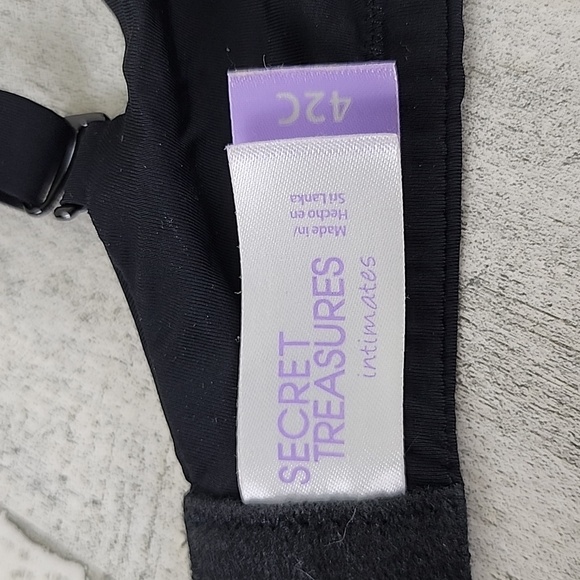 42C
SECRET
TREASURES
intimates
Made in/
Hecho en
Sri Lanka